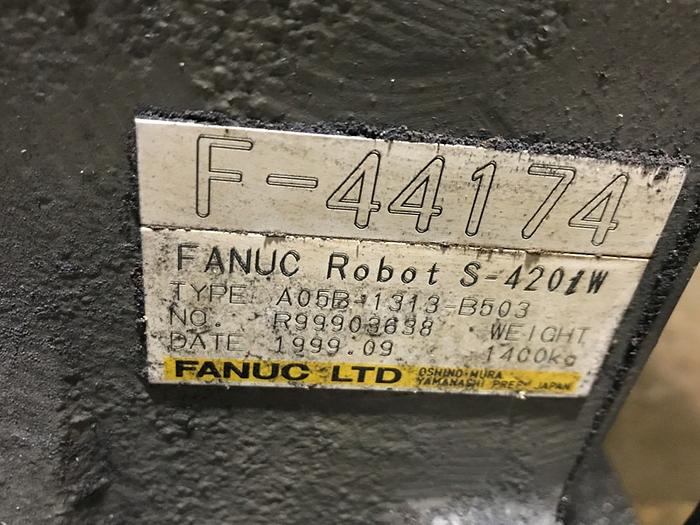 F-44174
FANUC Robot S-420iW
TYPE A05B-1313-B503
NO. R99903638 WEIGHT
DATE 1999.09 1400kg
FANUC LTD OSHINO-MURA
YAMANASHI PREF. JAPAN